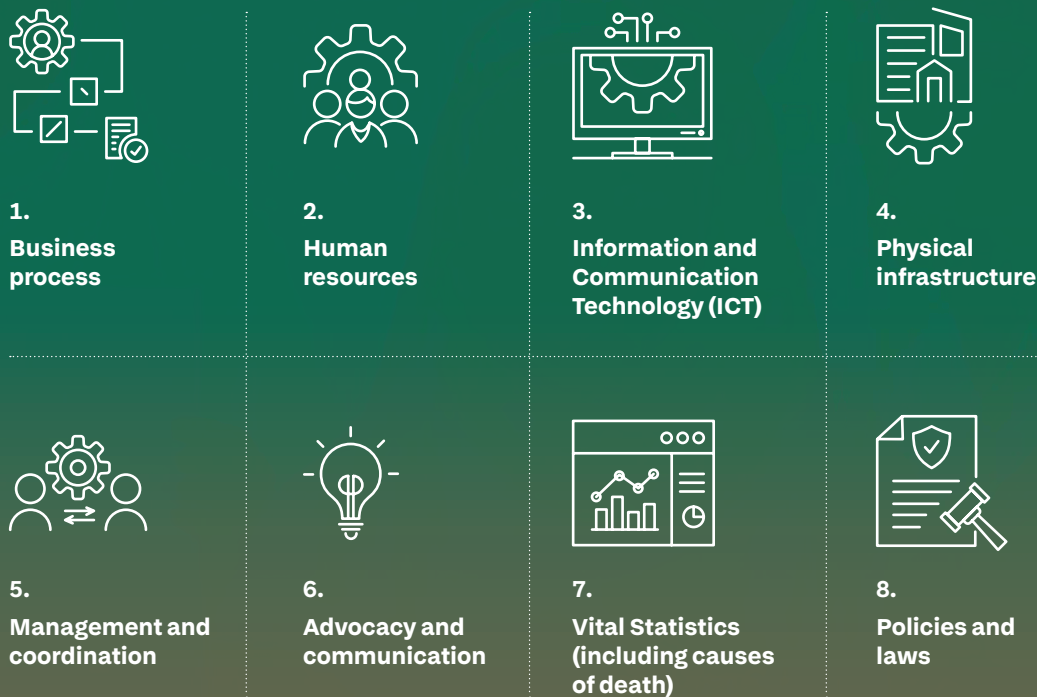 1.
Business
process
2.
Human
resources
3.
Information and
Communication
Technology (ICT)
4.
Physical
infrastructure
5.
Management and
coordination
6.
Advocacy and
communication
7.
Vital Statistics
(including causes
of death)
8.
Policies and
laws